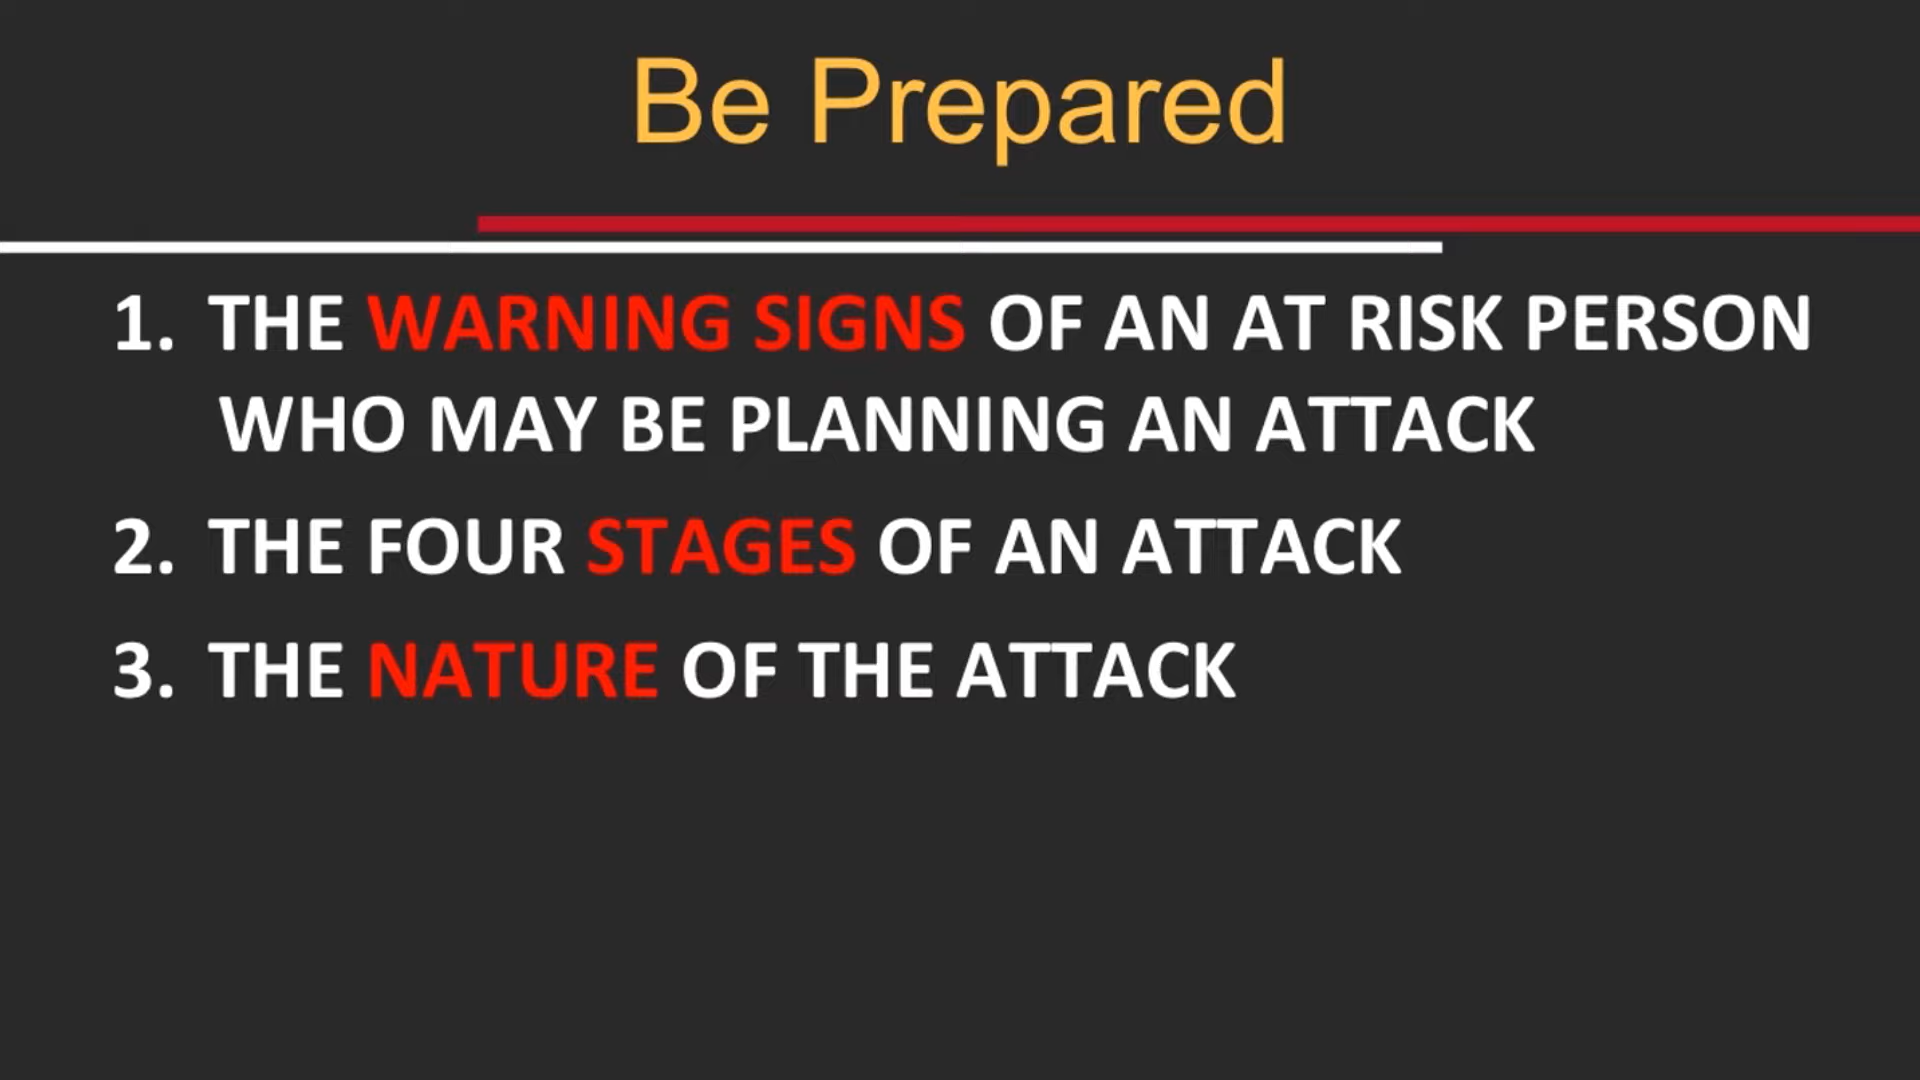 Be Prepared
1. THE WARNING SIGNS OF AN AT RISK PERSON
WHO MAY BE PLANNING AN ATTACK
2. THE FOUR STAGES OF AN ATTACK
3. THE NATURE OF THE ATTACK